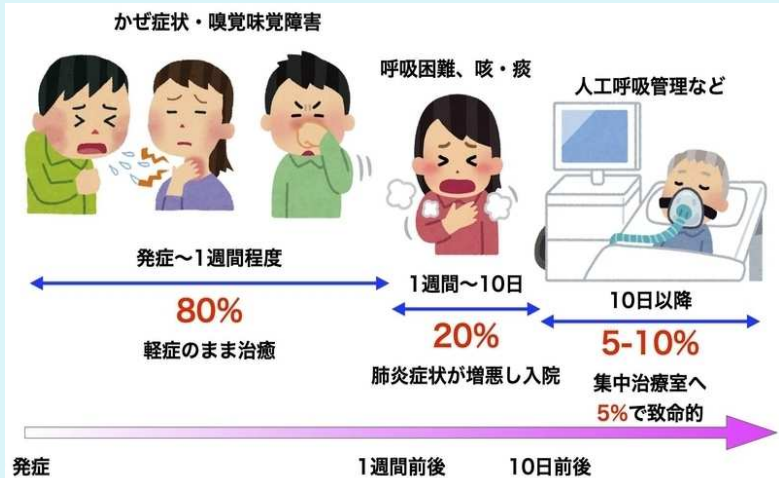 かぜ症状・嗅覚味覚障害
呼吸困難、咳・痰
人工呼吸管理など
発症～1週間程度
80%
軽症のまま治癒
1週間～10日
20%
肺炎症状が増悪し入院
10日以降
5-10%
集中治療室へ
5%で致命的
発症
1週間前後
10日前後